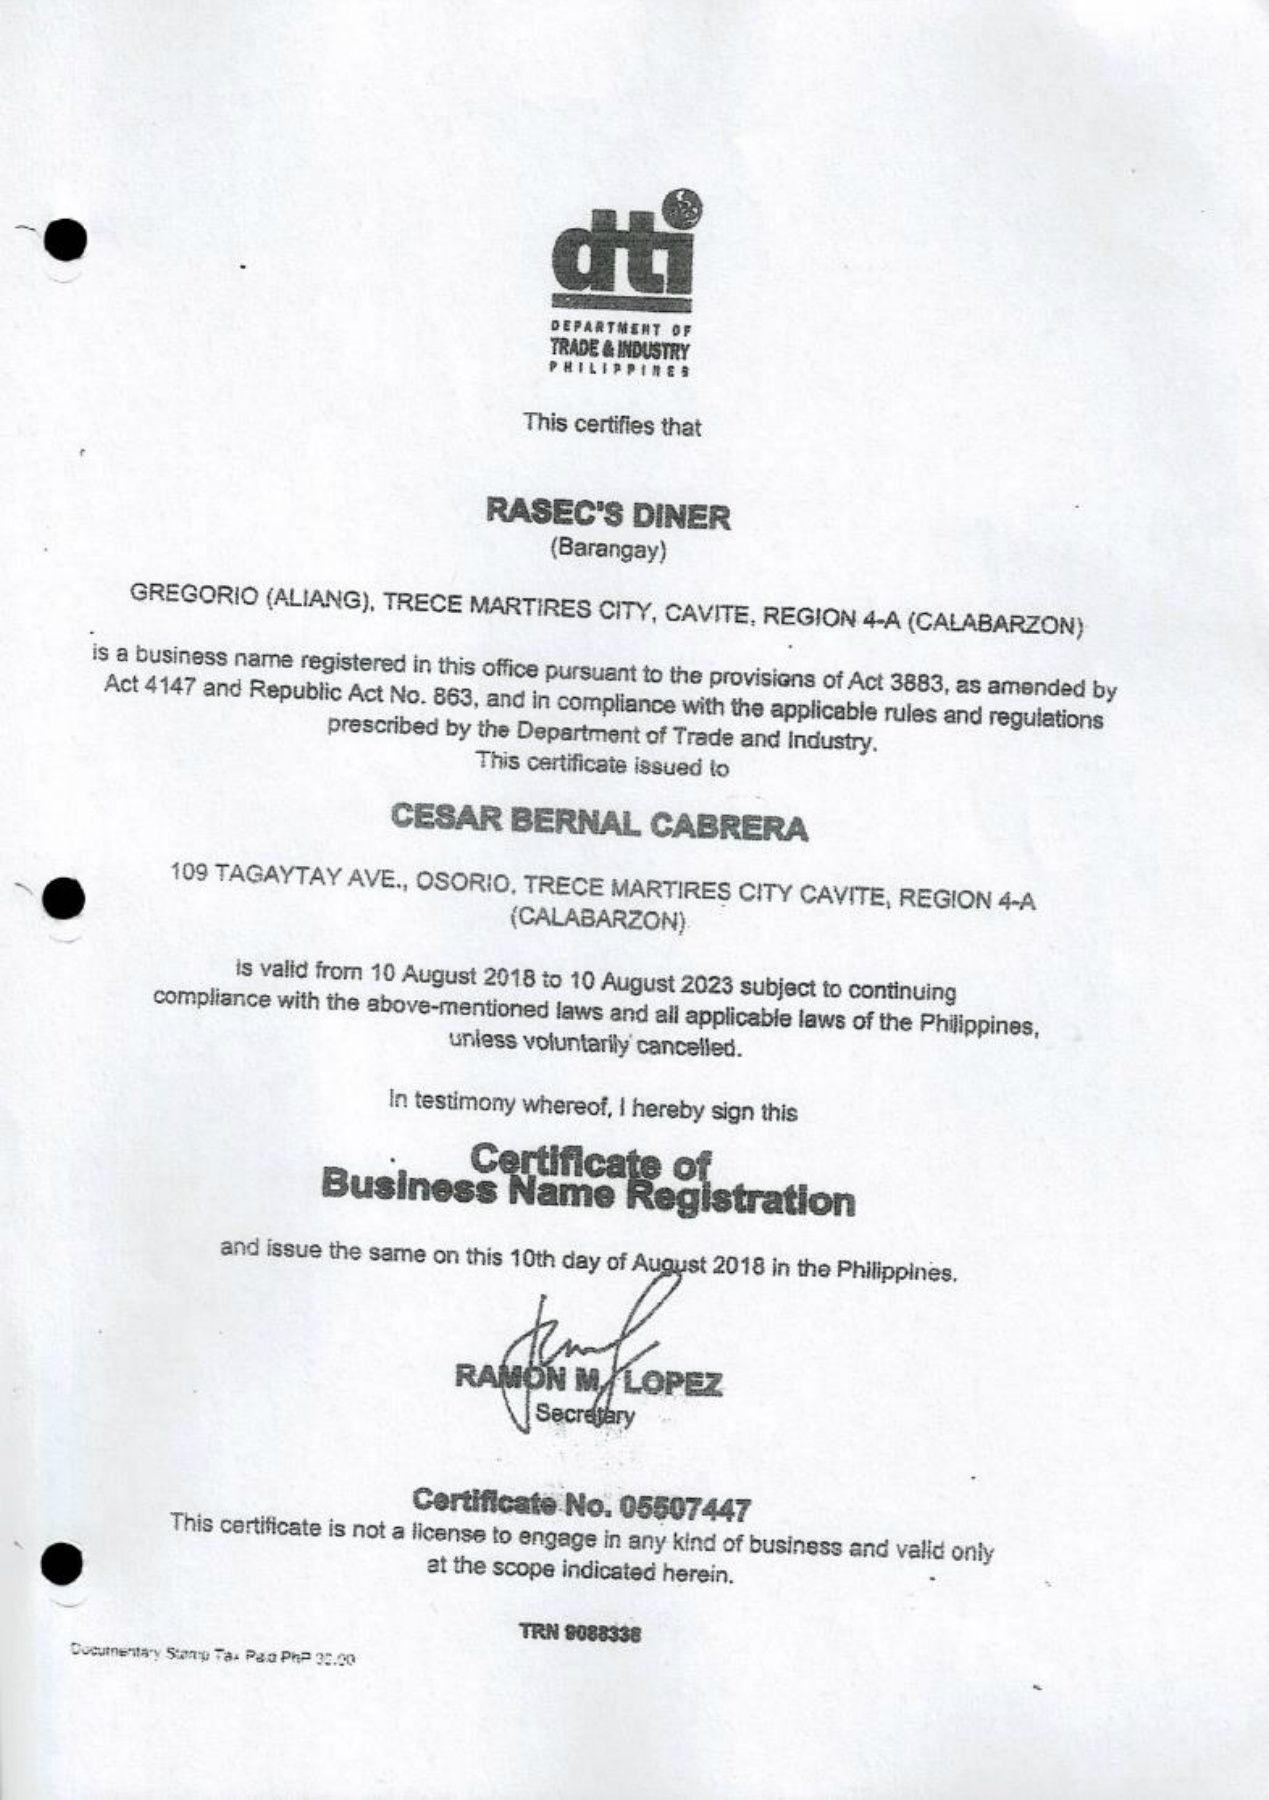 dti
DEPARTMENT OF
TRADE & INDUSTRY
PHILIPPINES
This certifies that
RASEC'S DINER
(Barangay)
GREGORIO (ALIANG), TRECE MARTIRES CITY, CAVITE, REGION 4-A (CALABARZON)
is a business name registered in this office pursuant to the provisions of Act 3883, as amended by
Act 4147 and Republic Act No. 863, and in compliance with the applicable rules and regulations
prescribed by the Department of Trade and Industry.
This certificate issued to
CESAR BERNAL CABRERA
109 TAGAYTAY AVE., OSORIO, TRECE MARTIRES CITY CAVITE, REGION 4-A
(CALABARZON)
is valid from 10 August 2018 to 10 August 2023 subject to continuing
compliance with the above-mentioned laws and all applicable laws of the Philippines,
unless voluntarily cancelled.
In testimony whereof, I hereby sign this
Certificate of
Business Name Registration
and issue the same on this 10th day of August 2018 in the Philippines.
RAMON M. LOPEZ
Secretary
Certificate No. 05507447
This certificate is not a license to engage in any kind of business and valid only
at the scope indicated herein.
TRN 9088338
Documentary Stamp Tax Paid PhP